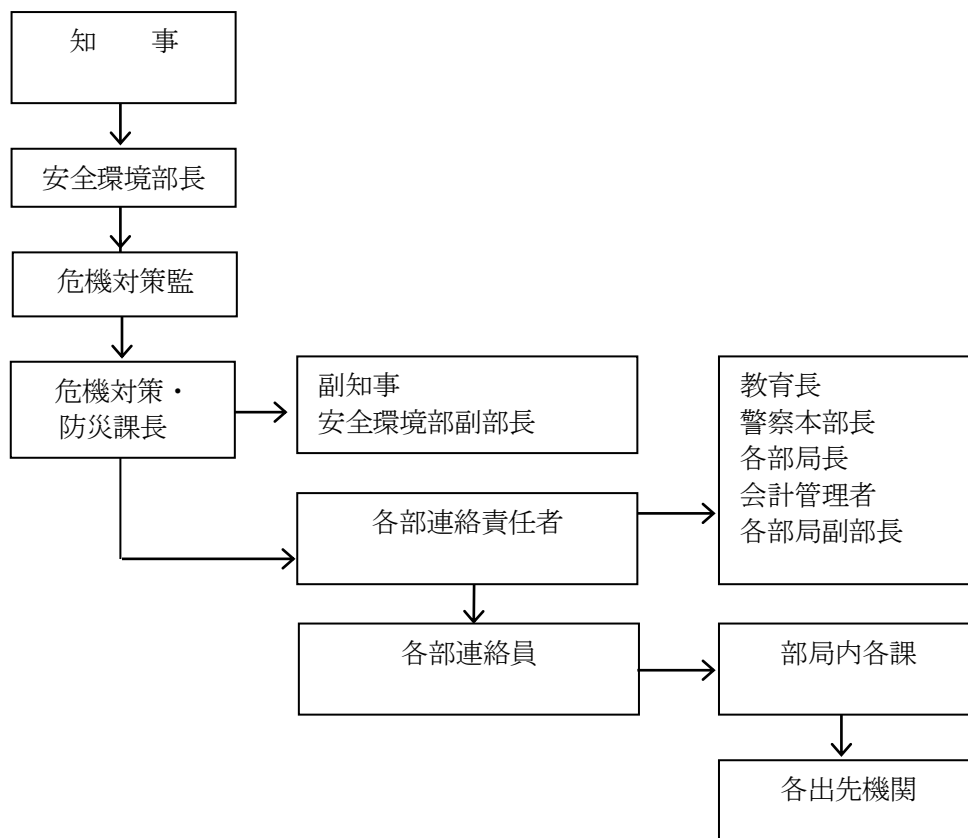 知　　事
安全環境部長
危機対策監
危機対策・
防災課長
副知事
安全環境部副部長
教育長
警察本部長
各部局長
会計管理者
各部局副部長
各部連絡責任者
各部連絡員
部局内各課
各出先機関